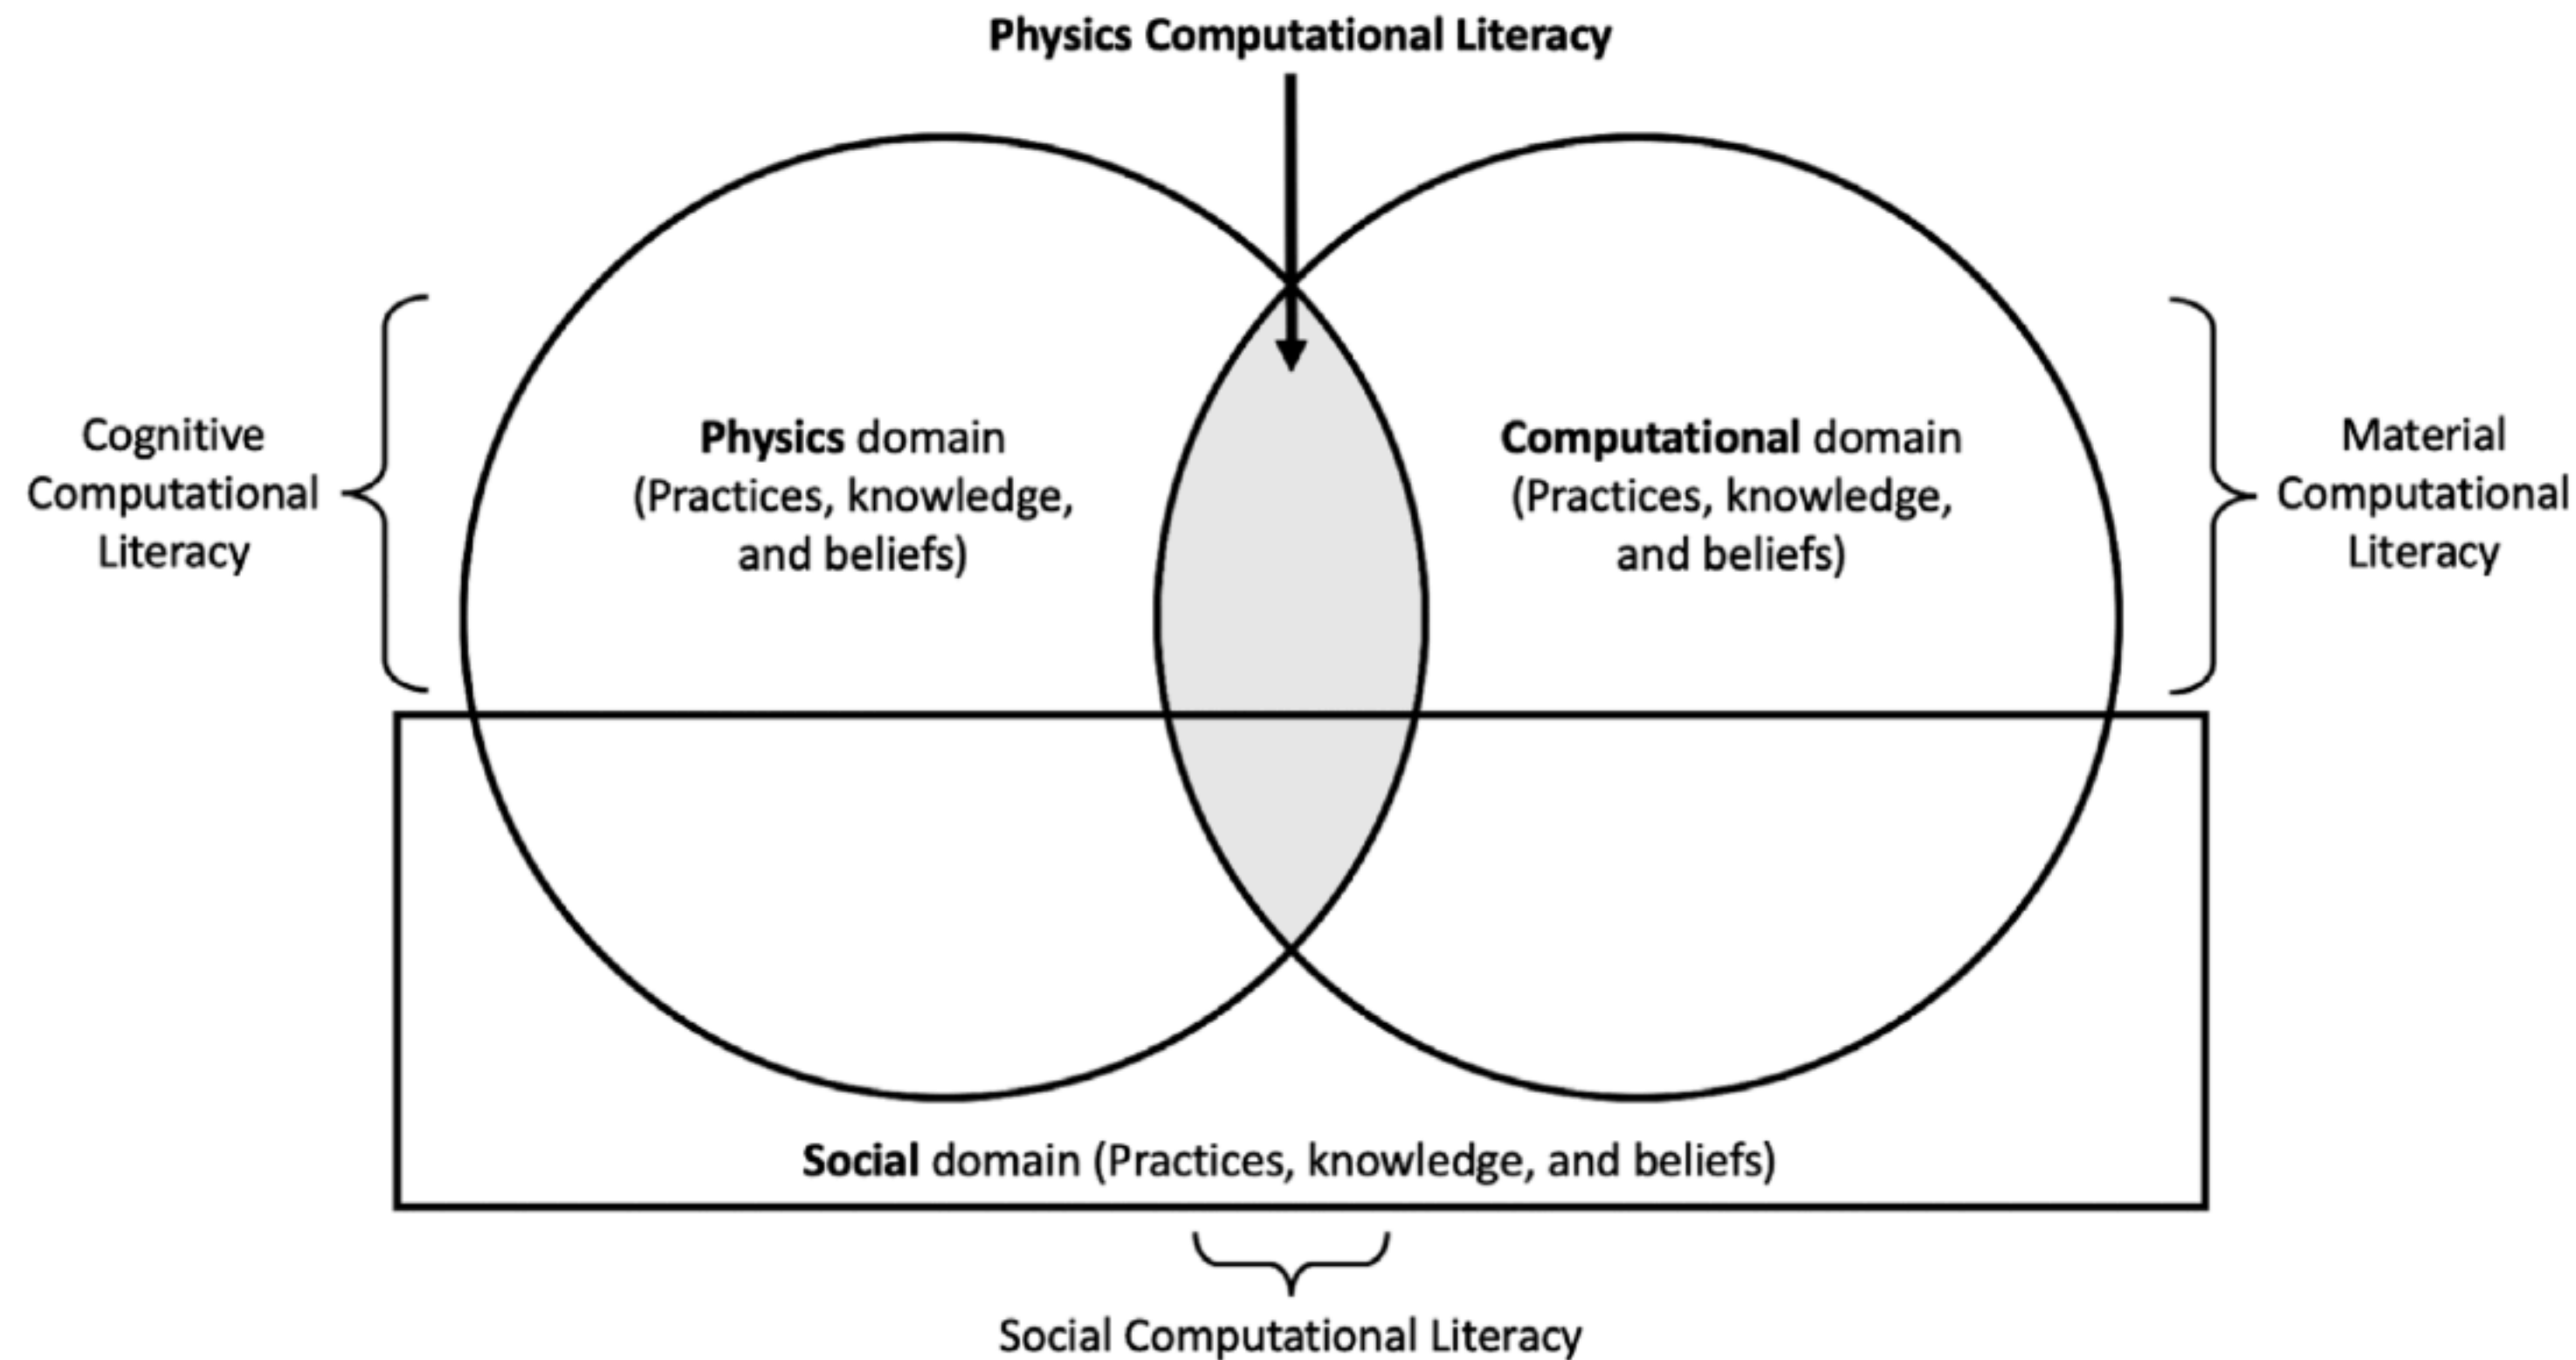 Physics Computational Literacy
Cognitive
Computational
Literacy
Physics domain
(Practices, knowledge,
and beliefs)
Computational domain
(Practices, knowledge,
and beliefs)
Material
Computational
Literacy
Social domain (Practices, knowledge, and beliefs)
Social Computational Literacy